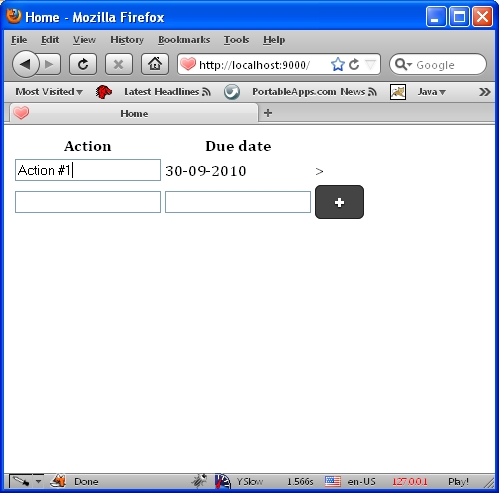 Home - Mozilla Firefox
File Edit View History Bookmarks Tools Help
http://localhost:9000/ Google
Most Visited Latest Headlines PortableApps.com News Java
Home
Action Due date
Action #1 30-09-2010 >
+
Done YSlow 1.566s en-US 127.0.0.1 Play!